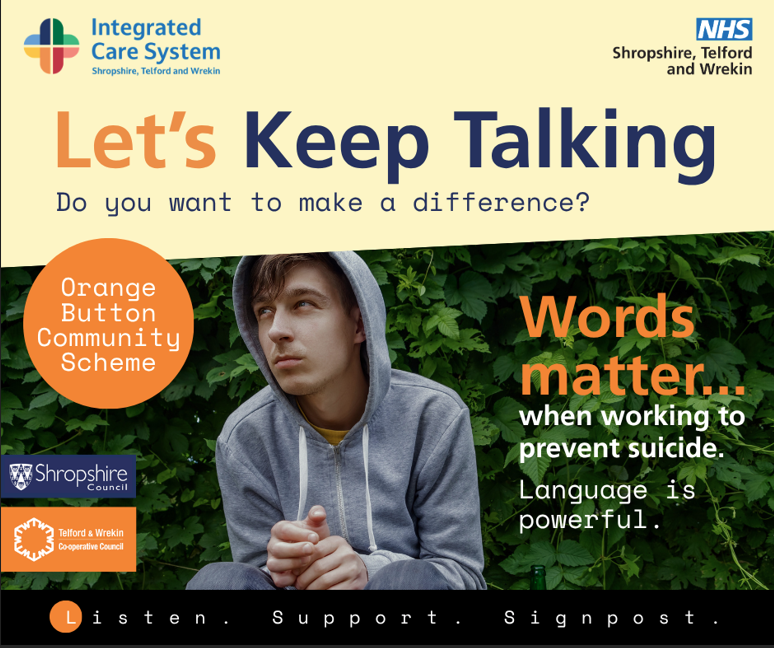 Integrated
Care System
Shropshire, Telford and Wrekin
NHS
Shropshire, Telford
and Wrekin
Let's Keep Talking
Do you want to make a difference?
Orange
Button
Community
Scheme
Words
matter...
when working to
prevent suicide.
Language is
powerful.
Shropshire
Council
Telford & Wrekin
Co-operative Council
Listen. Support. Signpost.